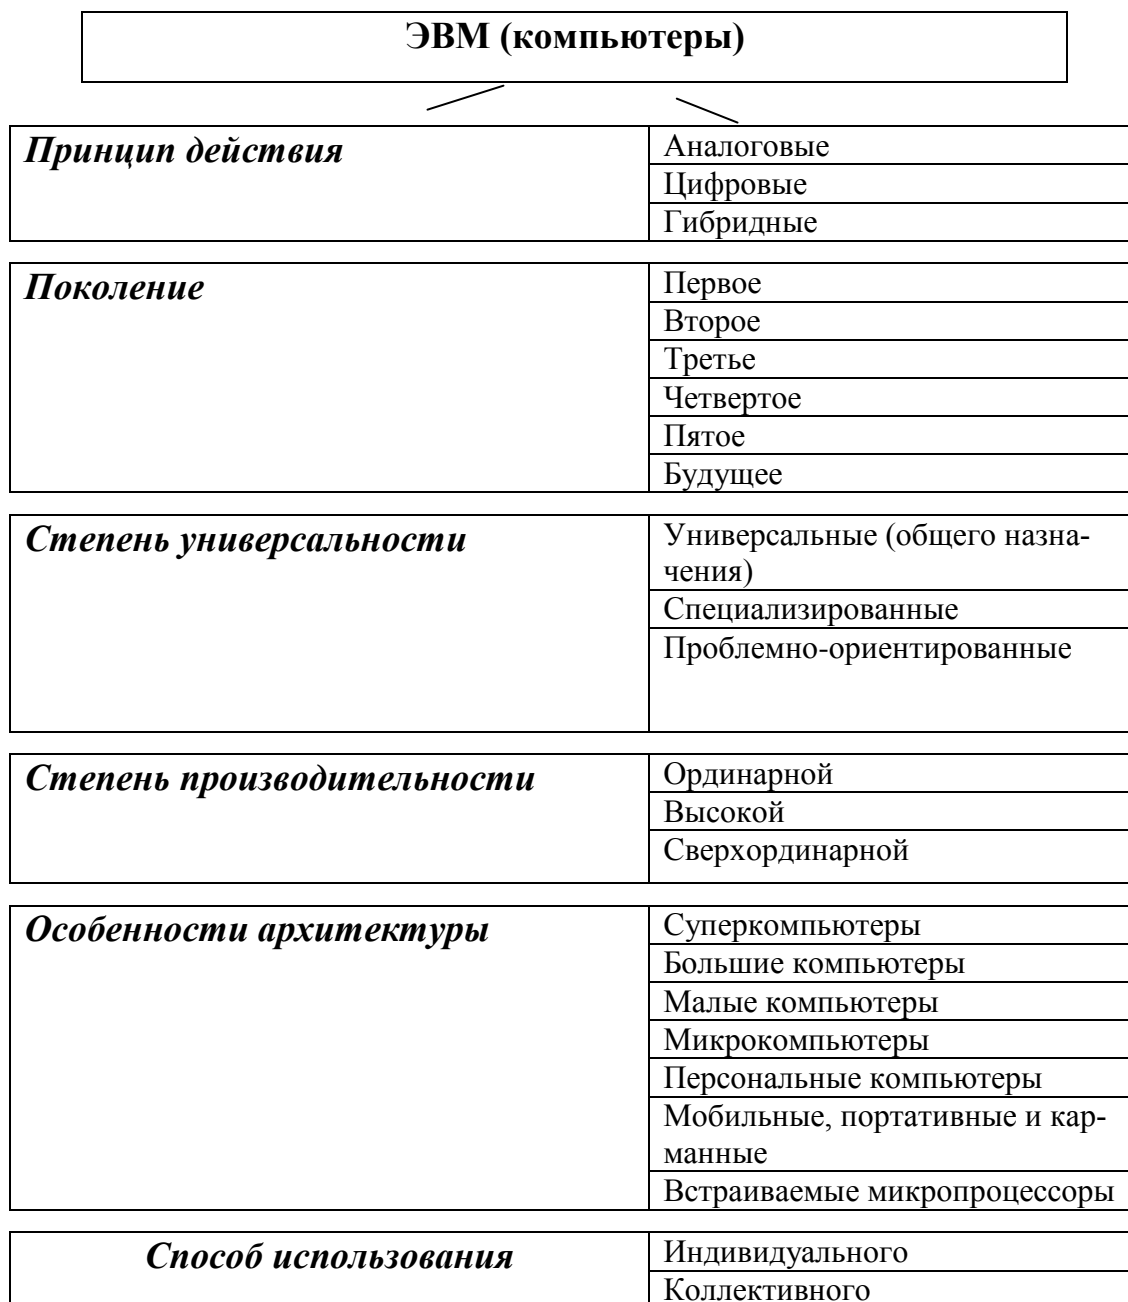 ЭВМ (компьютеры)
Принцип действия
Аналоговые
Цифровые
Гибридные
Поколение
Первое
Второе
Третье
Четвертое
Пятое
Будущее
Степень универсальности
Универсальные (общего назна-
чения)
Специализированные
Проблемно-ориентированные
Степень производительности
Ординарной
Высокой
Сверхординарной
Особенности архитектуры
Суперкомпьютеры
Большие компьютеры
Малые компьютеры
Микрокомпьютеры
Персональные компьютеры
Мобильные, портативные и кар-
манные
Встраиваемые микропроцессоры
Способ использования
Индивидуального
Коллективного